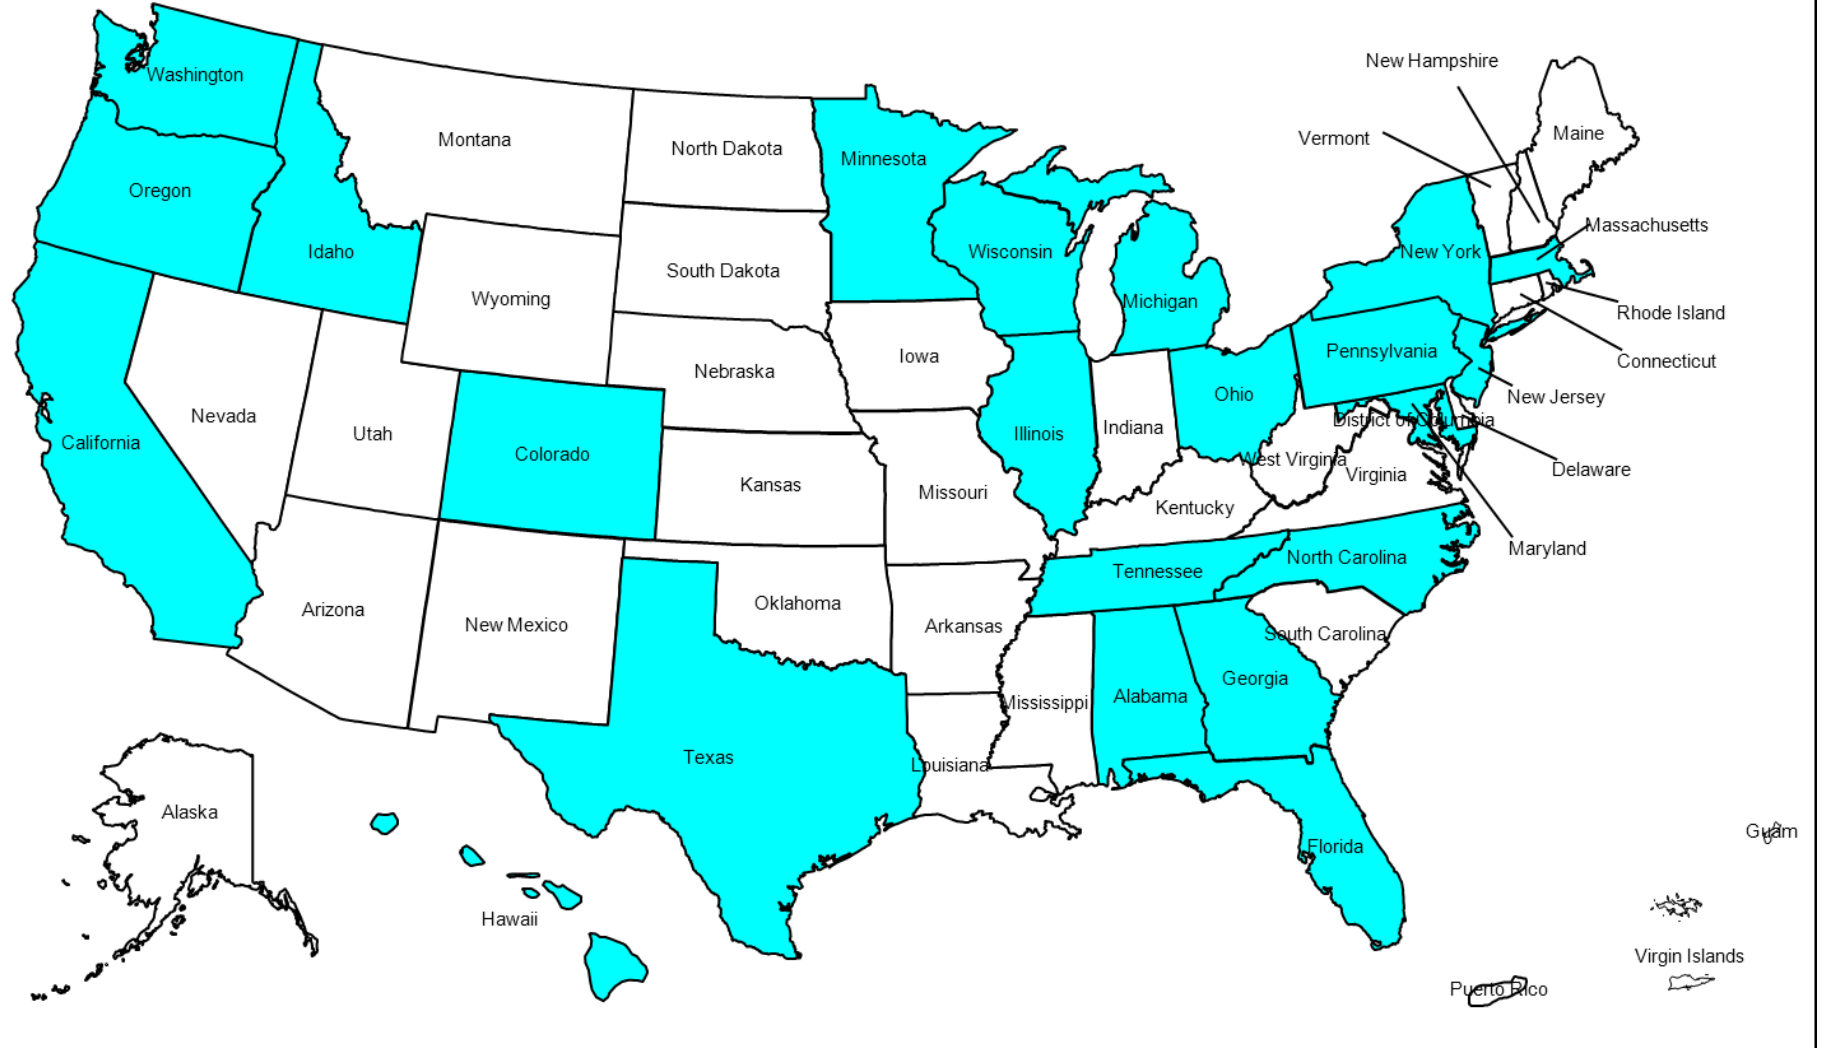 New Hampshire
Washington
Vermont
Maine
Montana
North Dakota
Minnesota
Oregon
Massachusetts
Idaho
Wisconsin
New York
South Dakota
Wyoming
Michigan
Rhode Island
Pennsylvania
Iowa
Connecticut
Nebraska
Ohio
New Jersey
Nevada
District of Columbia
Indiana
Utah
Illinois
California
Colorado
West Virginia
Delaware
Virginia
Kansas
Missouri
Kentucky
Maryland
North Carolina
Tennessee
Oklahoma
Arizona
New Mexico
Arkansas
South Carolina
Georgia
Alabama
Mississippi
Texas
Louisiana
Alaska
Guam
Florida
Hawaii
Virgin Islands
Puerto Rico